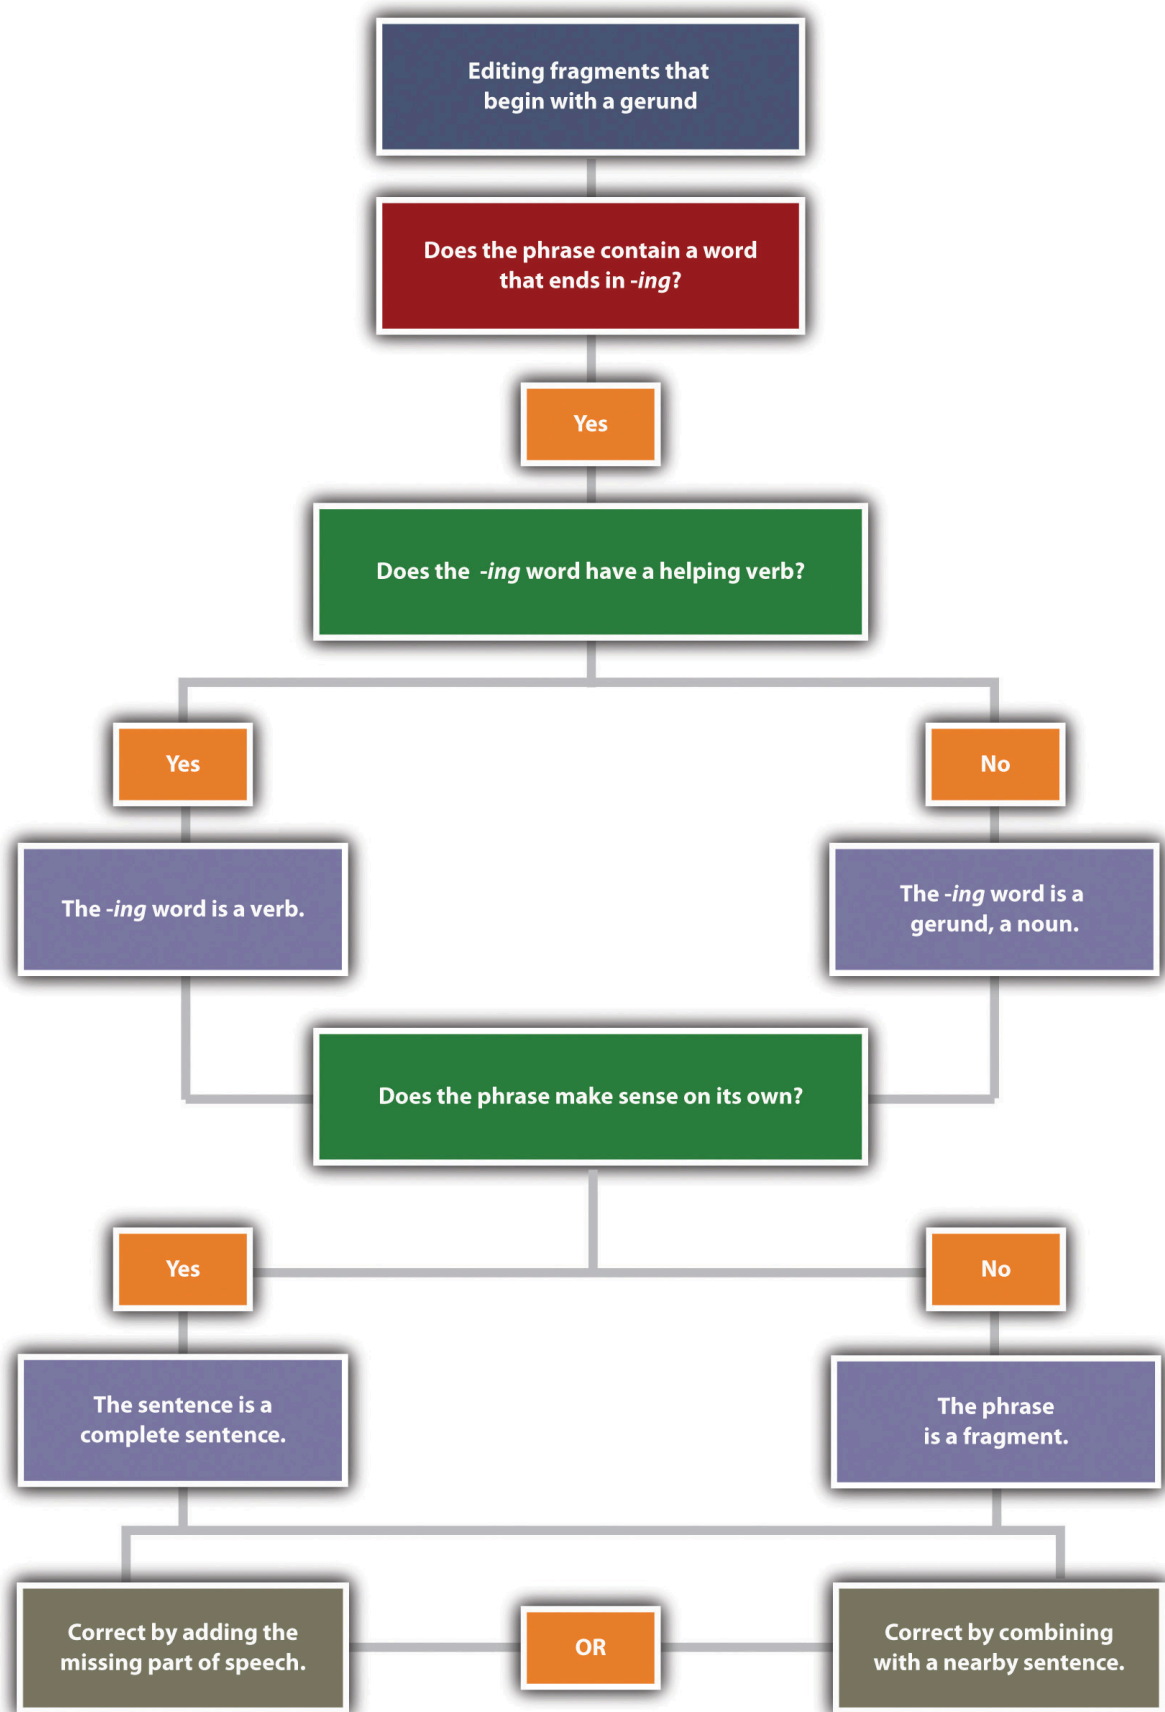 Editing fragments that
begin with a gerund
Does the phrase contain a word
that ends in -ing?
Yes
Does the -ing word have a helping verb?
Yes
No
The -ing word is a verb.
The -ing word is a
gerund, a noun.
Does the phrase make sense on its own?
Yes
No
The sentence is a
complete sentence.
The phrase
is a fragment.
Correct by adding the
missing part of speech.
OR
Correct by combining
with a nearby sentence.